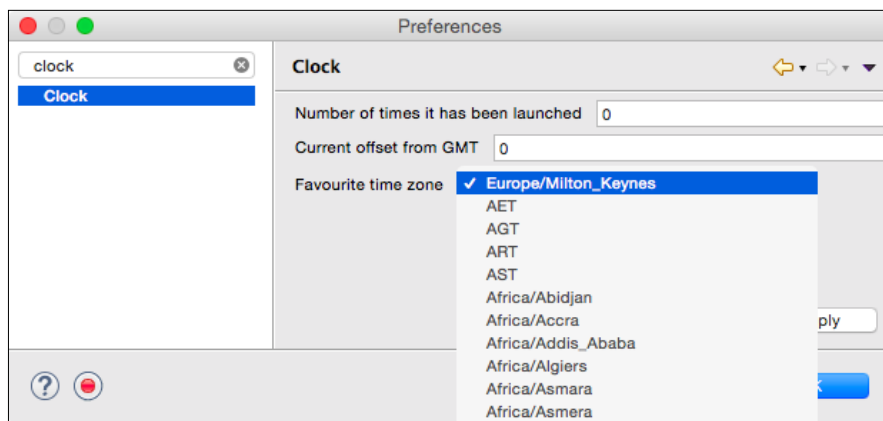 Preferences
clock
Clock
Clock
Number of times it has been launched 0
Current offset from GMT 0
Favourite time zone ✓ Europe/Milton_Keynes
AET
AGT
ART
AST
Africa/Abidjan
Africa/Accra
Africa/Addis_Ababa
Africa/Algiers
Africa/Asmara
Africa/Asmera
ply
?